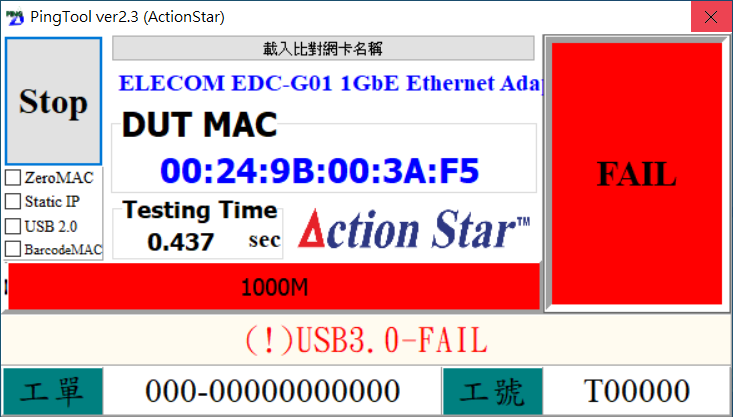 PingTool ver2.3 (ActionStar)
Stop
載入比對網卡名稱
ELECOM EDC-G01 1GbE Ethernet Adap
DUT MAC
00:24:9B:00:3A:F5
FAIL
ZeroMAC
Static IP
USB 2.0
BarcodeMAC
Testing Time
0.437 sec
Action Star™
1000M
(!)USB3.0-FAIL
工單 000-00000000000 工號 T00000